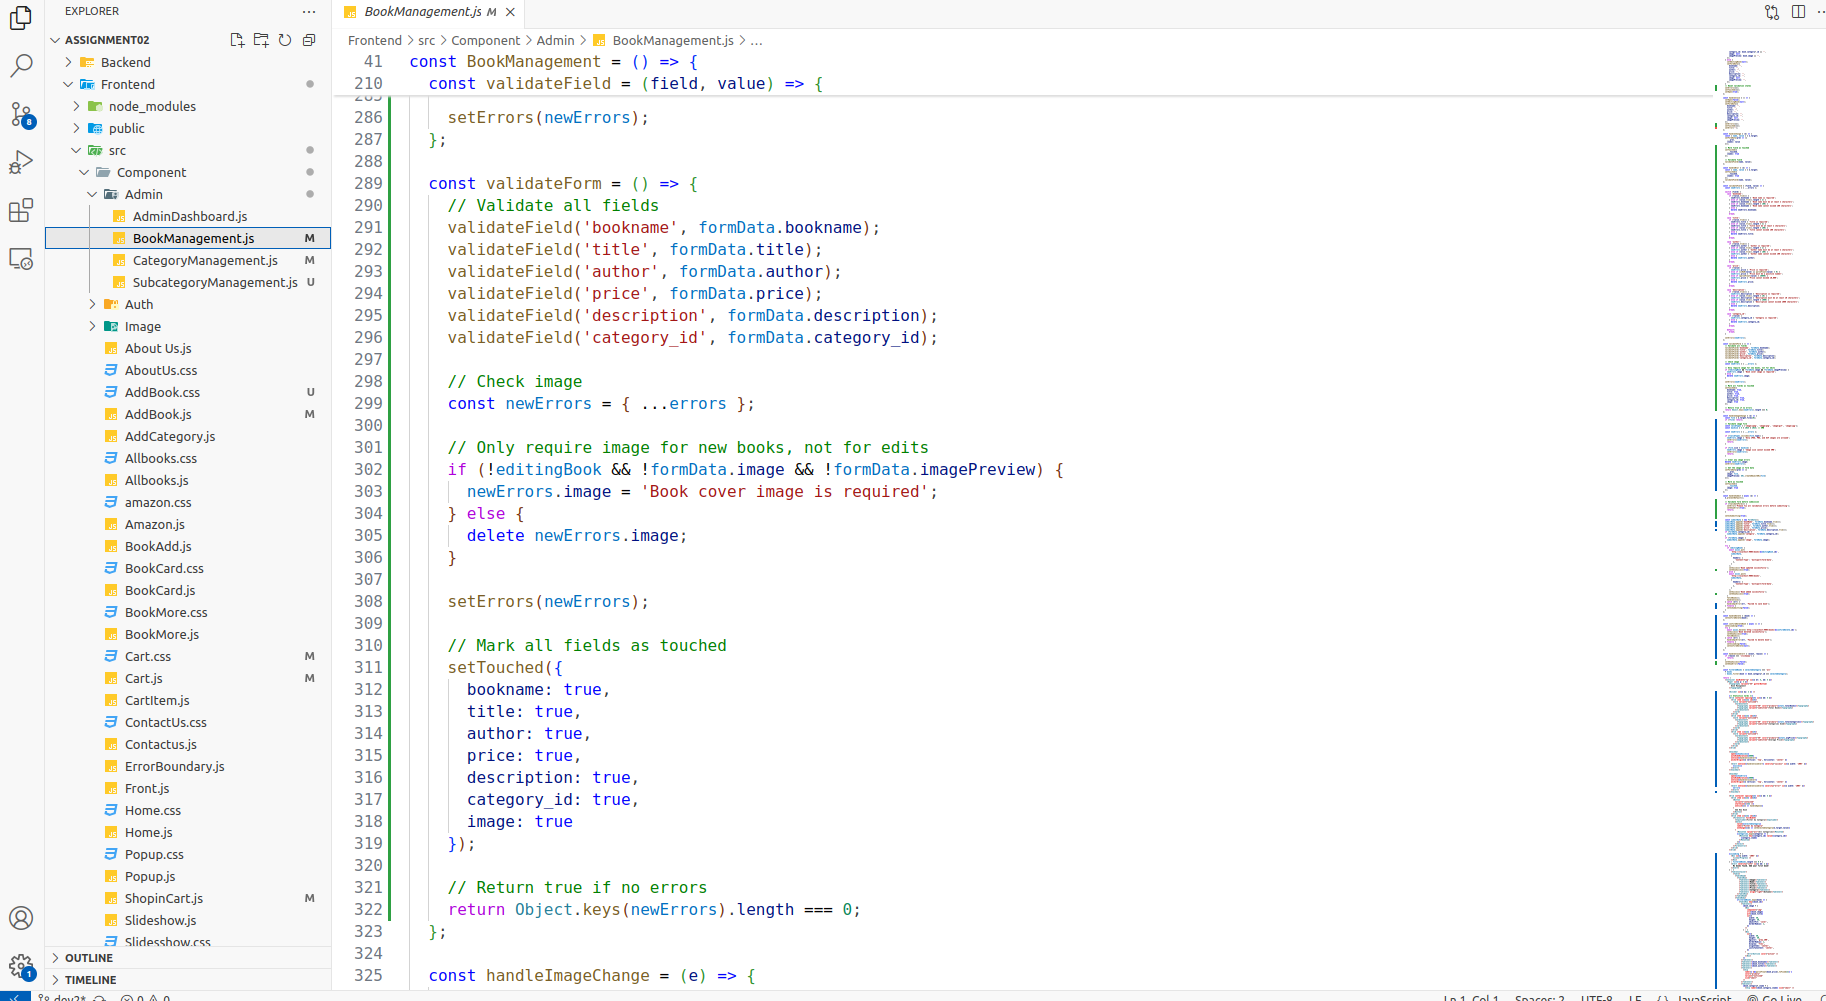 EXPLORER
ASSIGNMENT02
Backend
Frontend
node_modules
public
src
Component
Admin
AdminDashboard.js
BookManagement.js M
CategoryManagement.js M
SubcategoryManagement.js U
Auth
Image
About Us.js
AboutUs.css
AddBook.css U
AddBook.js M
AddCategory.js
Allbooks.css
Allbooks.js
amazon.css
Amazon.js
BookAdd.js
BookCard.css
BookCard.js
BookMore.css
BookMore.js
Cart.css M
Cart.js M
CartItem.js
ContactUs.css
Contactus.js
ErrorBoundary.js
Front.js
Home.css
Home.js
Popup.css
Popup.js
ShopinCart.js M
Slideshow.js
Slidesshow.css
OUTLINE
TIMELINE
8
1
BookManagement.js M
Frontend > src > Component > Admin > BookManagement.js > ...
41 const BookManagement = () => {
210 const validateField = (field, value) => {
285
286 setErrors(newErrors);
287 };
288
289 const validateForm = () => {
290 // Validate all fields
291 validateField('bookname', formData.bookname);
292 validateField('title', formData.title);
293 validateField('author', formData.author);
294 validateField('price', formData.price);
295 validateField('description', formData.description);
296 validateField('category_id', formData.category_id);
297
298 // Check image
299 const newErrors = { ...errors };
300
301 // Only require image for new books, not for edits
302 if (!editingBook && !formData.image && !formData.imagePreview) {
303 newErrors.image = 'Book cover image is required';
304 } else {
305 delete newErrors.image;
306 }
307
308 setErrors(newErrors);
309
310 // Mark all fields as touched
311 setTouched({
312 bookname: true,
313 title: true,
314 author: true,
315 price: true,
316 description: true,
317 category_id: true,
318 image: true
319 });
320
321 // Return true if no errors
322 return Object.keys(newErrors).length === 0;
323 };
324
325 const handleImageChange = (e) => {
dev2* 0 0
Ln 1, Col 1 Spaces: 2 UTF-8 LF {} JavaScript Go Live